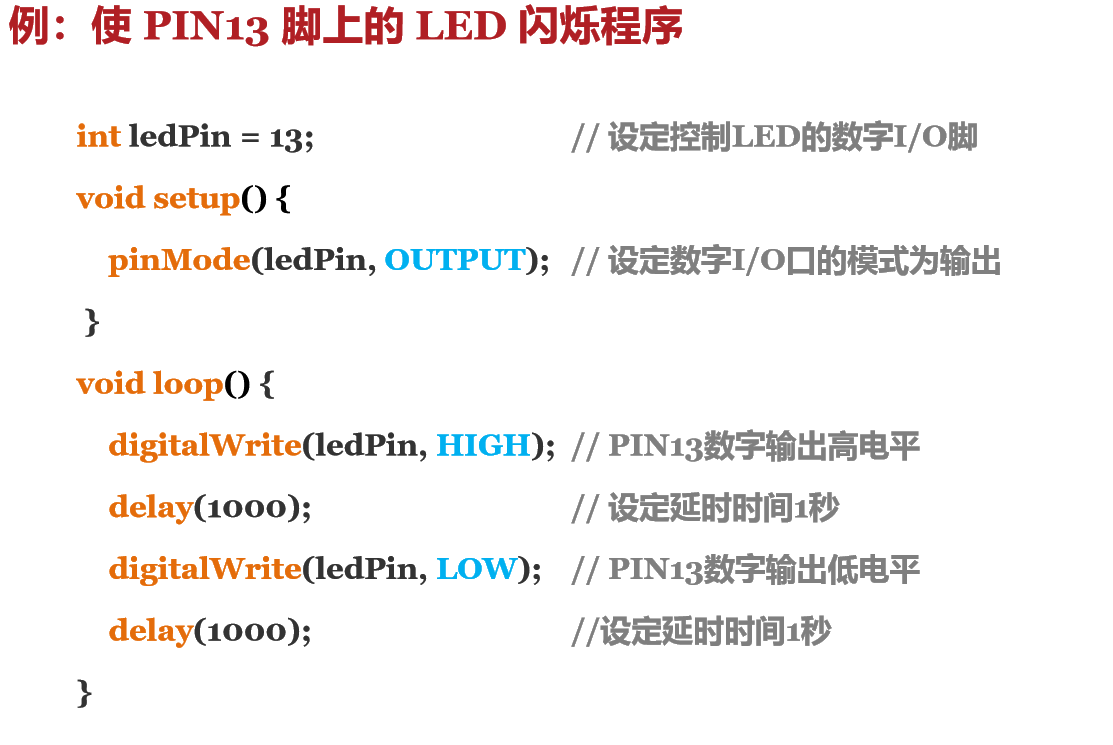 例：使 PIN13 脚上的 LED 闪烁程序
int ledPin = 13; // 设定控制LED的数字I/O脚
void setup() {
pinMode(ledPin, OUTPUT); // 设定数字I/O口的模式为输出
}
void loop() {
digitalWrite(ledPin, HIGH); // PIN13数字输出高电平
delay(1000); // 设定延时时间1秒
digitalWrite(ledPin, LOW); // PIN13数字输出低电平
delay(1000); //设定延时时间1秒
}